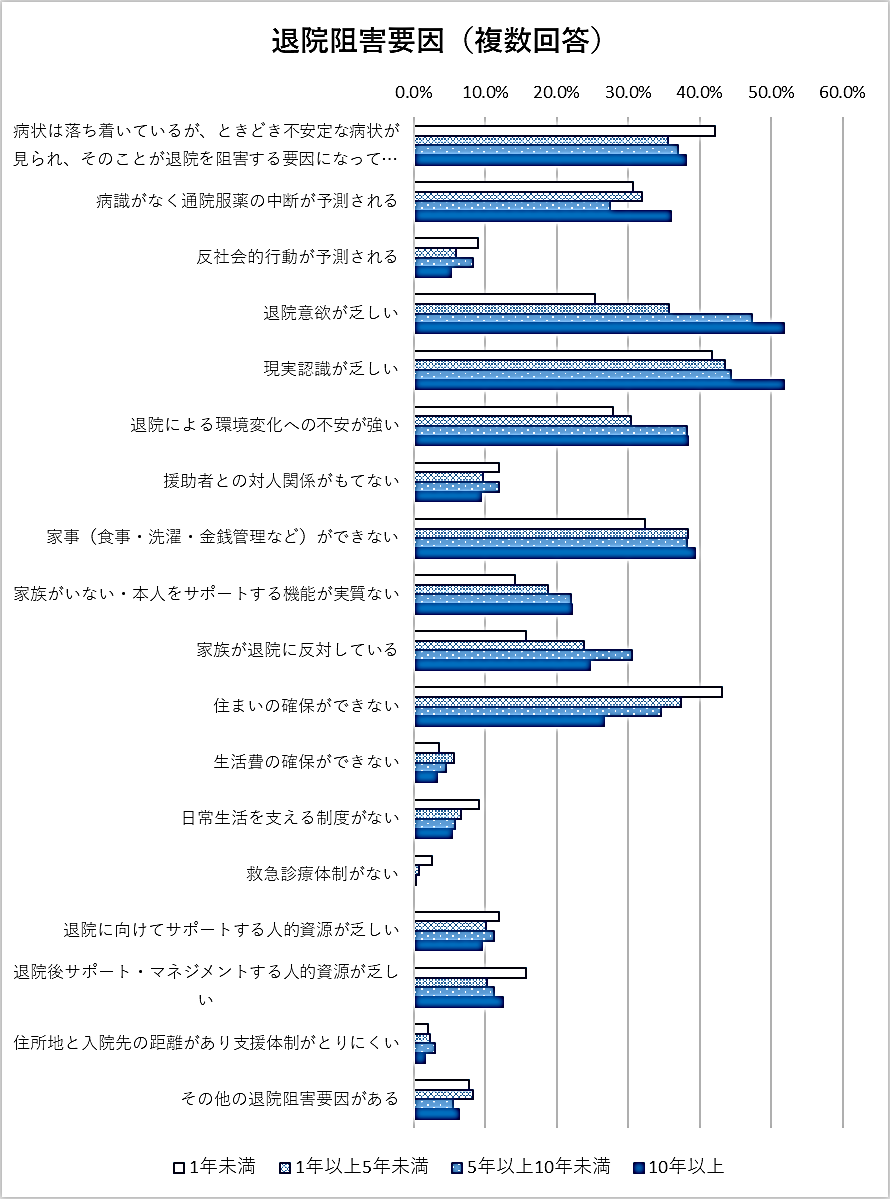 退院阻害要因（複数回答）
0.0% 10.0% 20.0% 30.0% 40.0% 50.0% 60.0%
病状は落ち着いているが、ときどき不安定な病状が
見られ、そのことが退院を阻害する要因になって…
病識がなく通院服薬の中断が予測される
反社会的行動が予測される
退院意欲が乏しい
現実認識が乏しい
退院による環境変化への不安が強い
援助者との対人関係がもてない
家事（食事・洗濯・金銭管理など）ができない
家族がいない・本人をサポートする機能が実質ない
家族が退院に反対している
住まいの確保ができない
生活費の確保ができない
日常生活を支える制度がない
救急診療体制がない
退院に向けてサポートする人的資源が乏しい
退院後サポート・マネジメントする人的資源が乏し
い
住所地と入院先の距離があり支援体制がとりにくい
その他の退院阻害要因がある
1年未満 1年以上5年未満 5年以上10年未満 10年以上